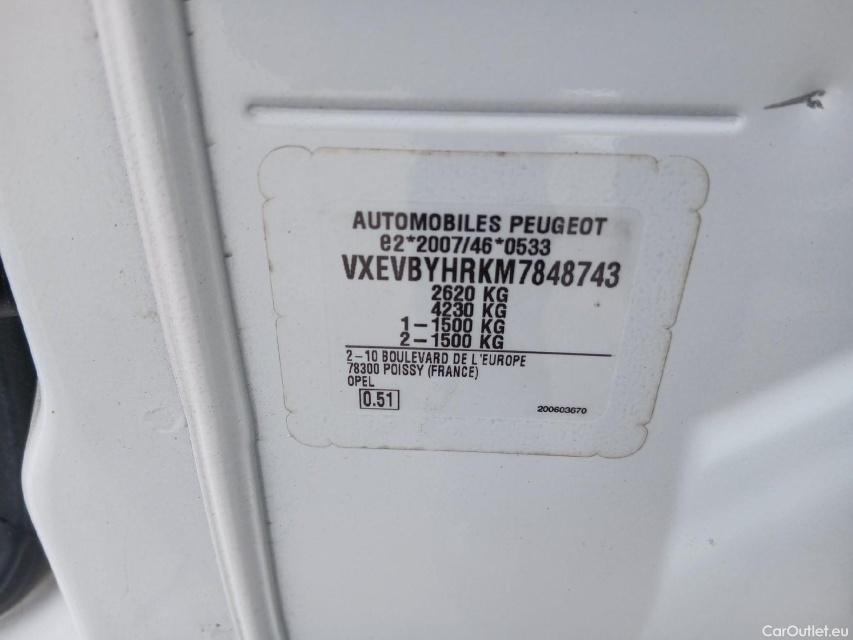 AUTOMOBILES PEUGEOT
e2*2007/46*0533
VXEVBYHRKM7848743
2620 KG
4230 KG
1-1500 KG
2-1500 KG
2-10 BOULEVARD DE L'EUROPE
78300 POISSY (FRANCE)
OPEL
0.51
200603670
CarOutlet.eu